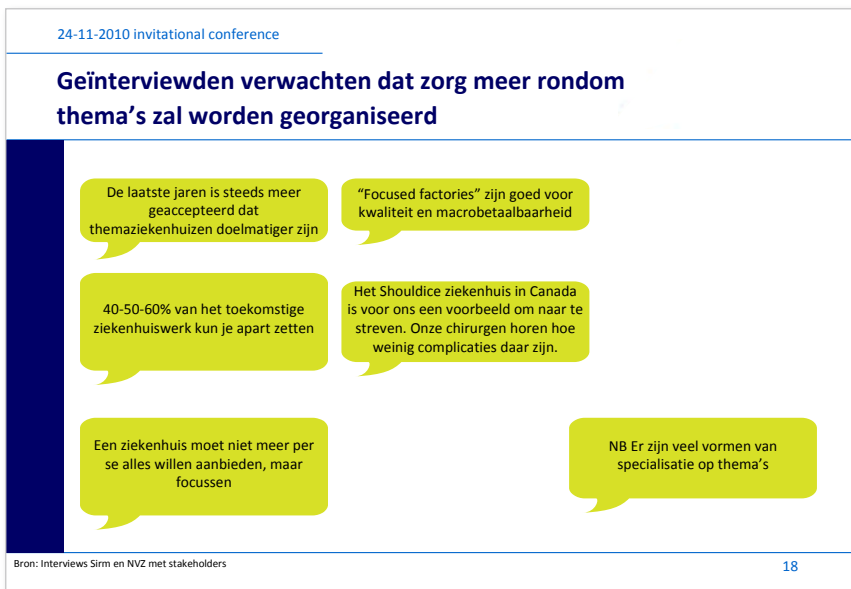 24-11-2010 invitational conference
Geïnterviewden verwachten dat zorg meer rondom
thema’s zal worden georganiseerd
De laatste jaren is steeds meer
geaccepteerd dat
themaziekenhuizen doelmatiger zijn
“Focused factories” zijn goed voor
kwaliteit en macrobetaalbaarheid
40-50-60% van het toekomstige
ziekenhuiswerk kun je apart zetten
Het Shouldice ziekenhuis in Canada
is voor ons een voorbeeld om naar te
streven. Onze chirurgen horen hoe
weinig complicaties daar zijn.
Een ziekenhuis moet niet meer per
se alles willen aanbieden, maar
focussen
NB Er zijn veel vormen van
specialisatie op thema’s
Bron: Interviews Sirm en NVZ met stakeholders
18